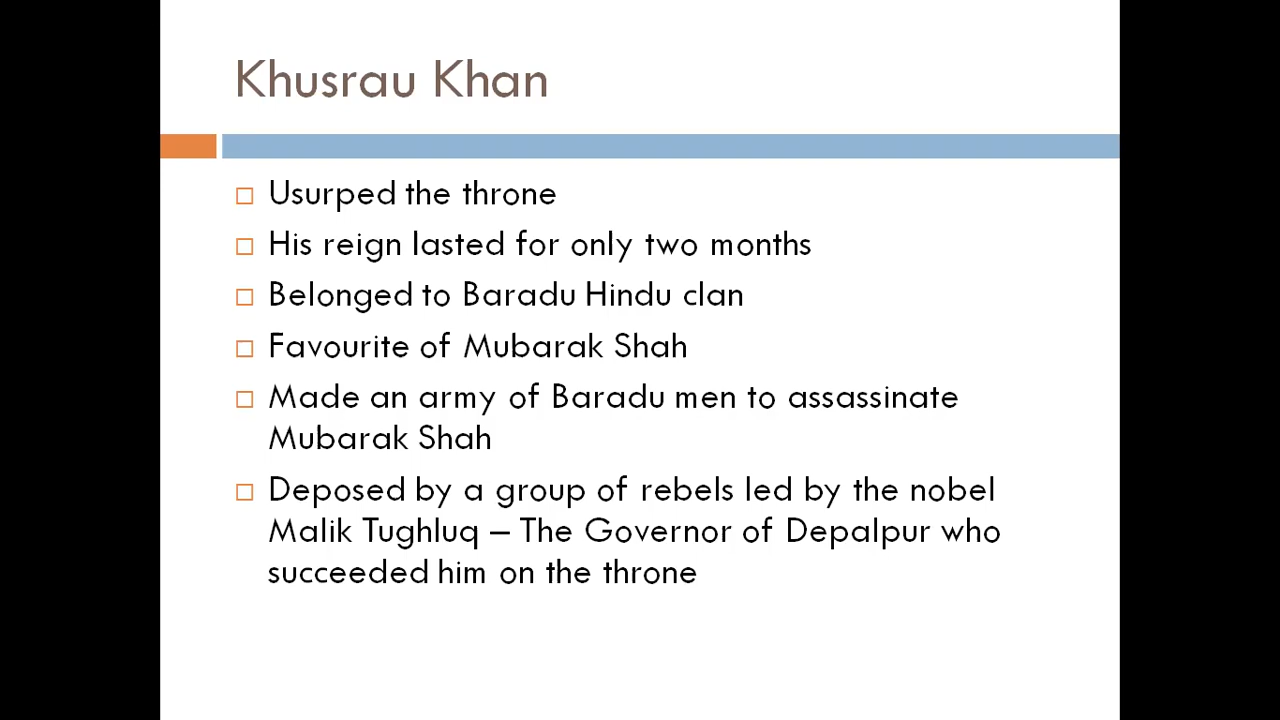 Khusrau Khan
Usurped the throne
His reign lasted for only two months
Belonged to Baradu Hindu clan
Favourite of Mubarak Shah
Made an army of Baradu men to assassinate
Mubarak Shah
Deposed by a group of rebels led by the nobel
Malik Tughluq – The Governor of Depalpur who
succeeded him on the throne